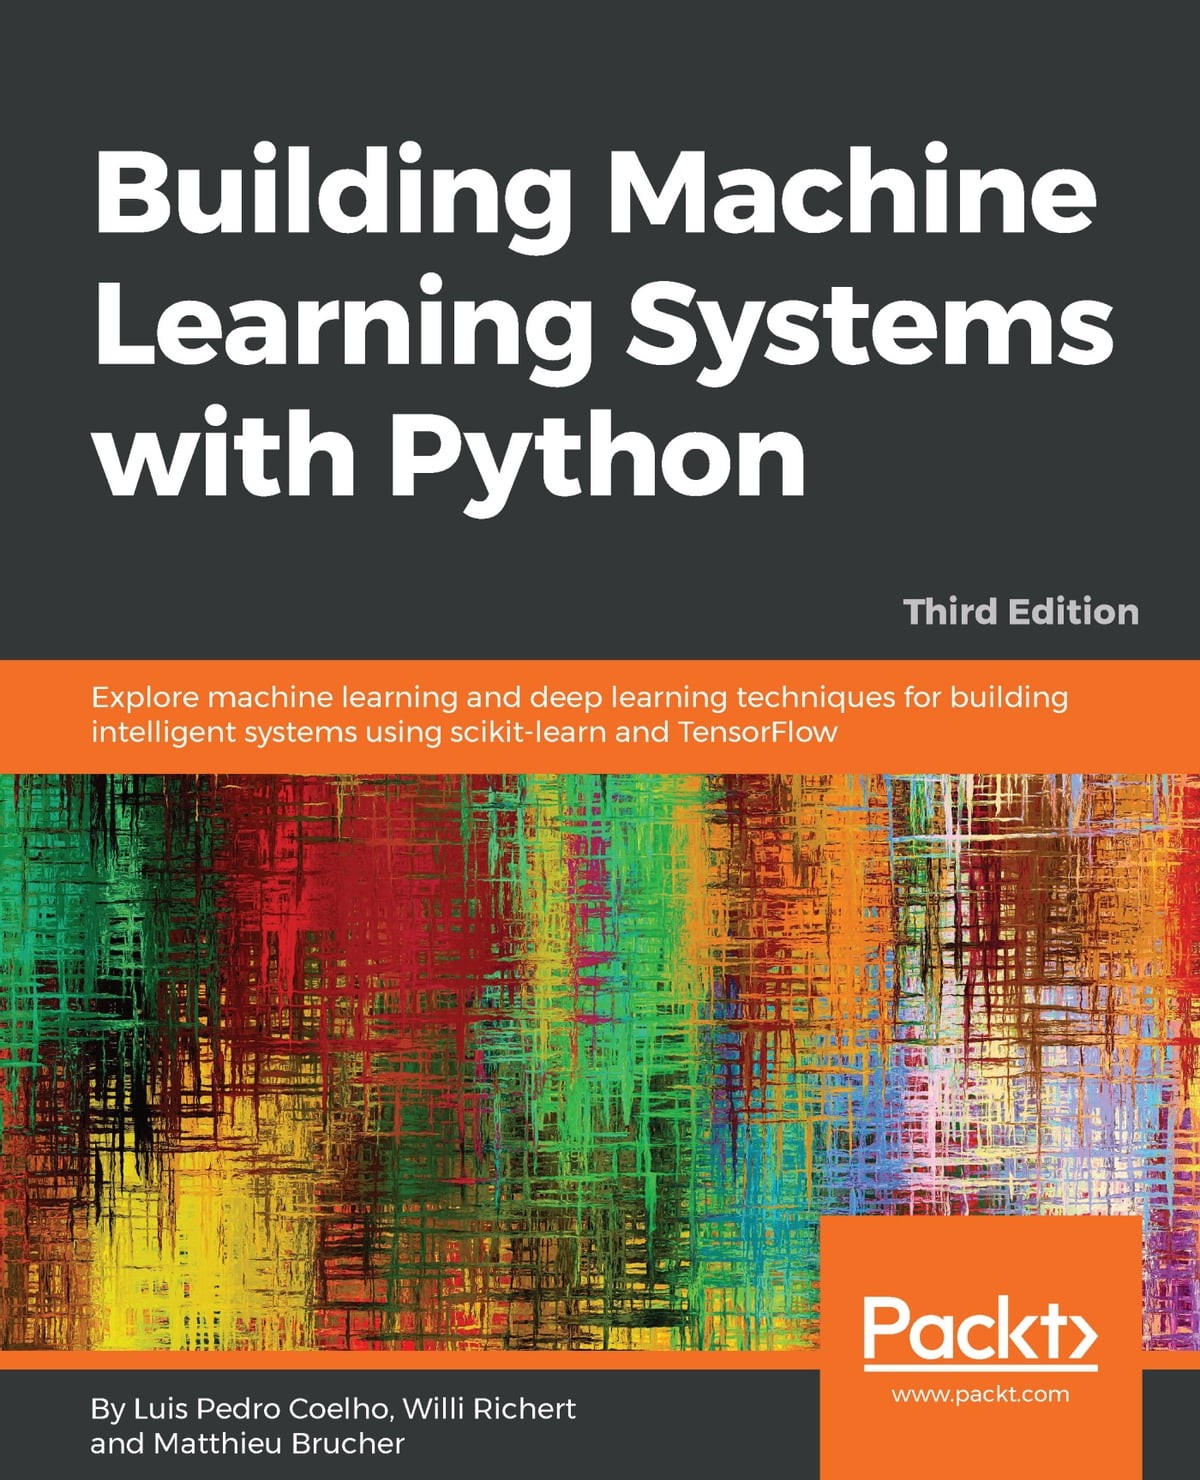 Building Machine
Learning Systems
with Python
Third Edition
Explore machine learning and deep learning techniques for building
intelligent systems using scikit-learn and TensorFlow
Packt>
www.packt.com
By Luis Pedro Coelho, Willi Richert
and Matthieu Brucher